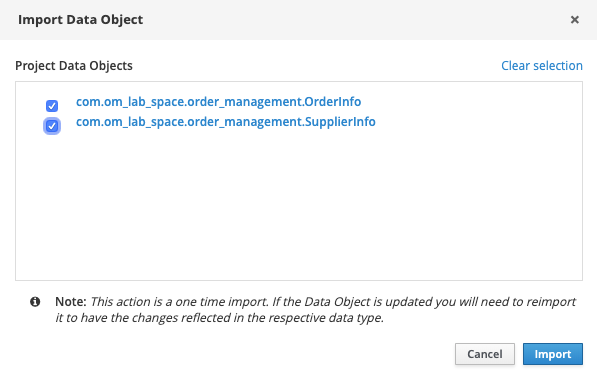 Import Data Object
Project Data Objects
Clear selection
com.om_lab_space.order_management.OrderInfo
com.om_lab_space.order_management.SupplierInfo
Note: This action is a one time import. If the Data Object is updated you will need to reimport
it to have the changes reflected in the respective data type.
Cancel
Import